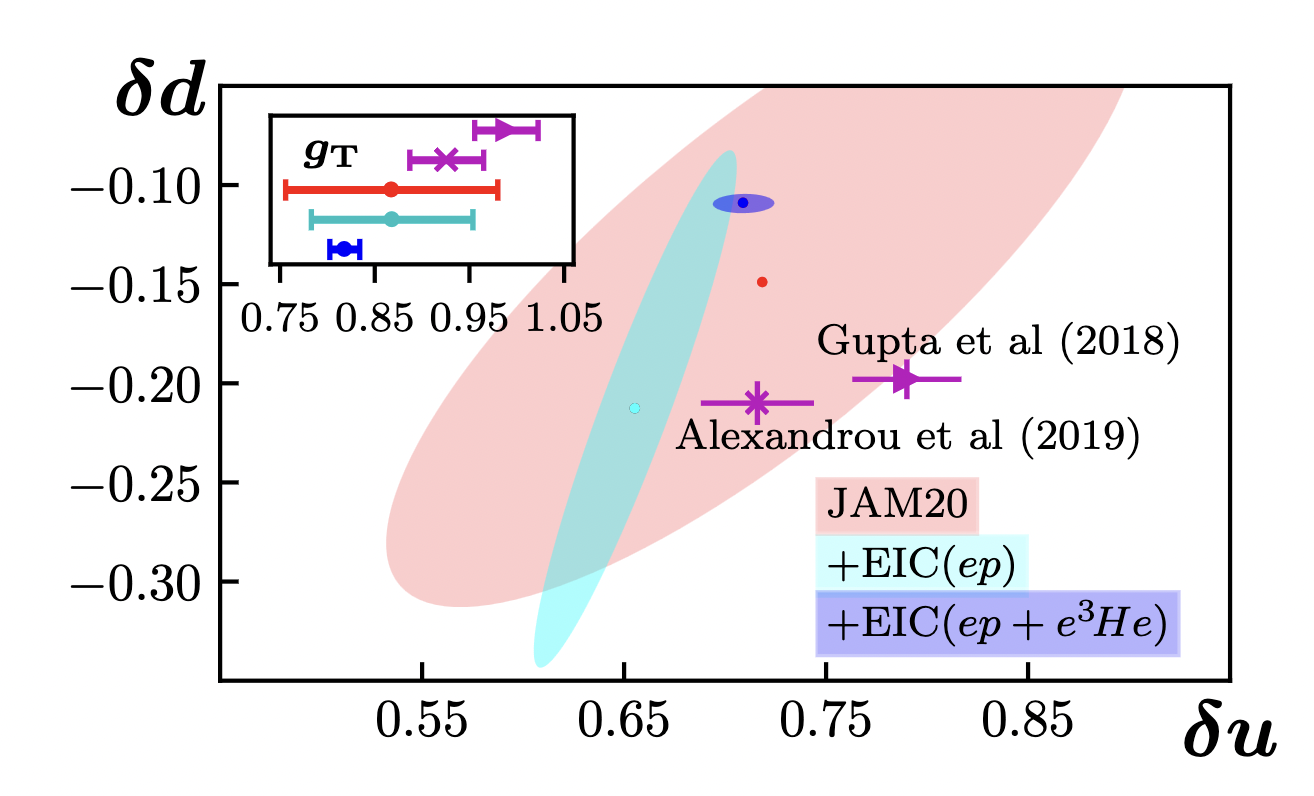 δd
g_T
−0.10
−0.15
−0.20
−0.25
−0.30
0.75 0.85 0.95 1.05
Gupta et al (2018)
Alexandrou et al (2019)
JAM20
+EIC(ep)
+EIC(ep + e³He)
0.55 0.65 0.75 0.85
δu